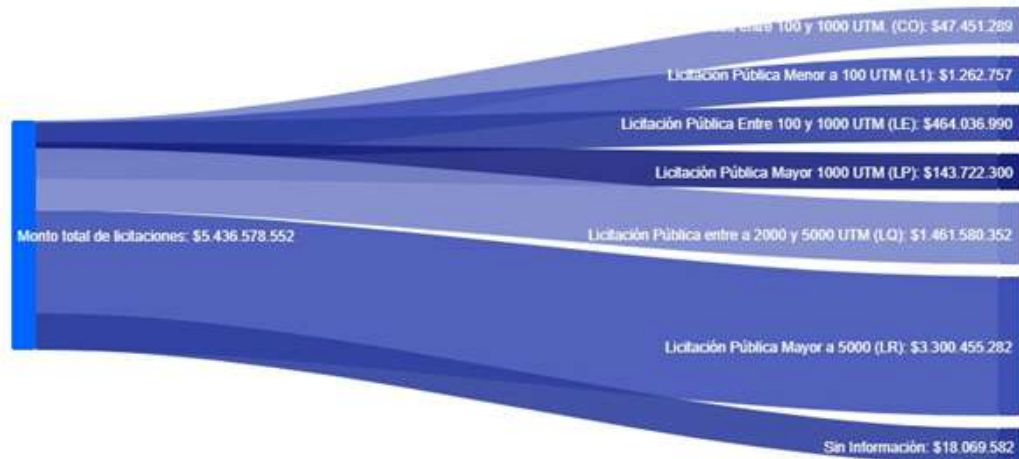 entre 100 y 1000 UTM. (CO): $47.451.289
Licitación Pública Menor a 100 UTM (L1): $1.262.757
Licitación Pública Entre 100 y 1000 UTM (LE): $464.036.990
Licitación Pública Mayor 1000 UTM (LP): $143.722.300
Monto total de licitaciones: $5.436.578.552
Licitación Pública entre a 2000 y 5000 UTM (LQ): $1.461.580.352
Licitación Pública Mayor a 5000 (LR): $3.300.455.282
Sin Información: $18.069.582